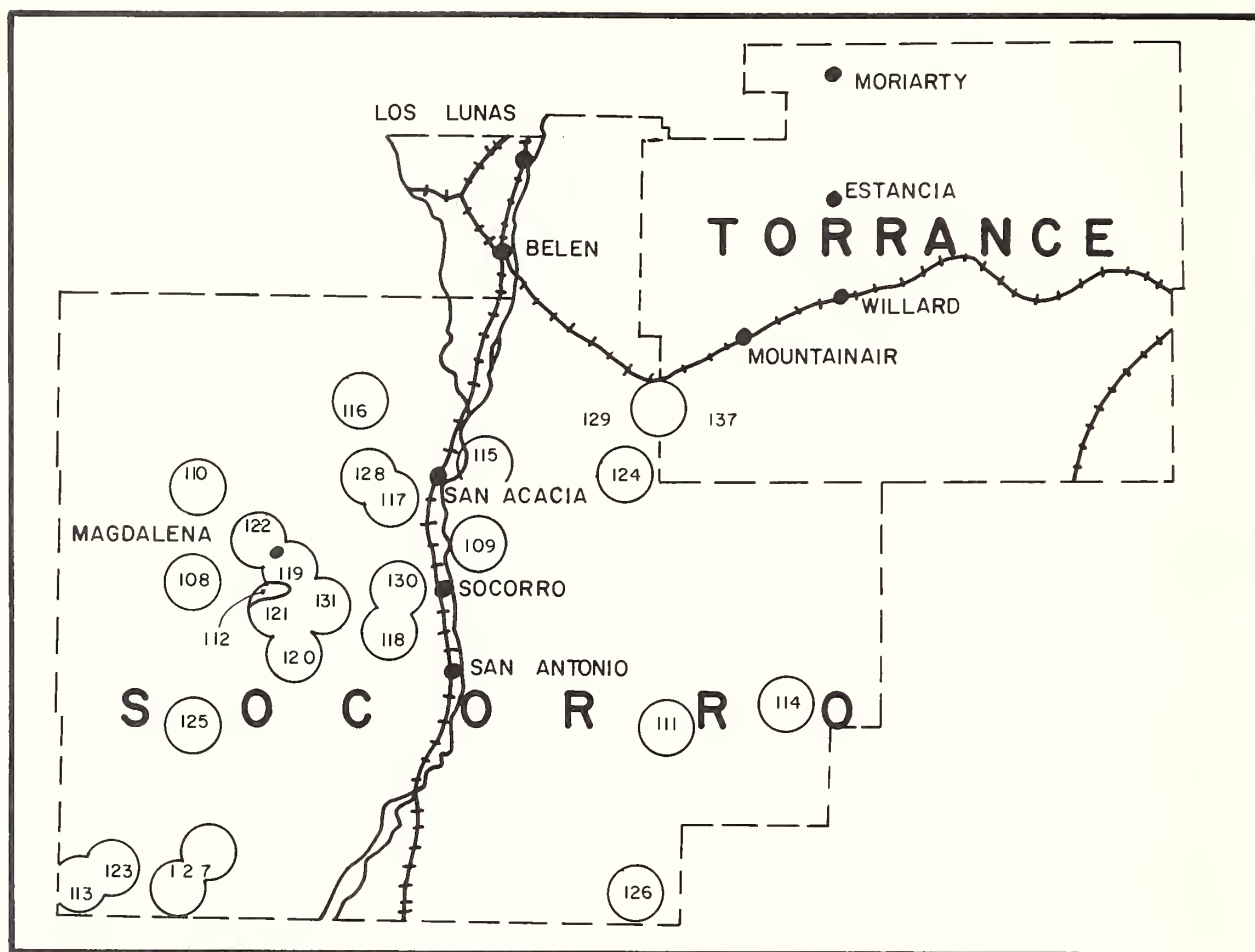 MORIARTY
LOS LUNAS
ESTANCIA
TORRANCE
BELEN
WILLARD
MOUNTAINAIR
116
129
137
115
110
128
124
117
SAN ACACIA
122
MAGDALENA
109
119
108
130
SOCORRO
131
121
112
118
120
SAN ANTONIO
SOCORRO
125
111
114
123
127
113
126